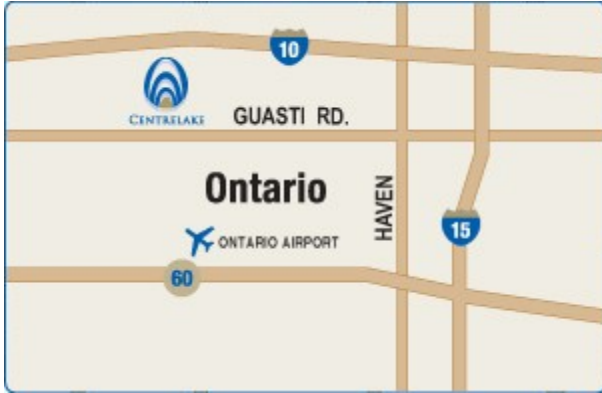 10
CENTRELAKE
GUASTI RD.
Ontario
HAVEN
ONTARIO AIRPORT
15
60